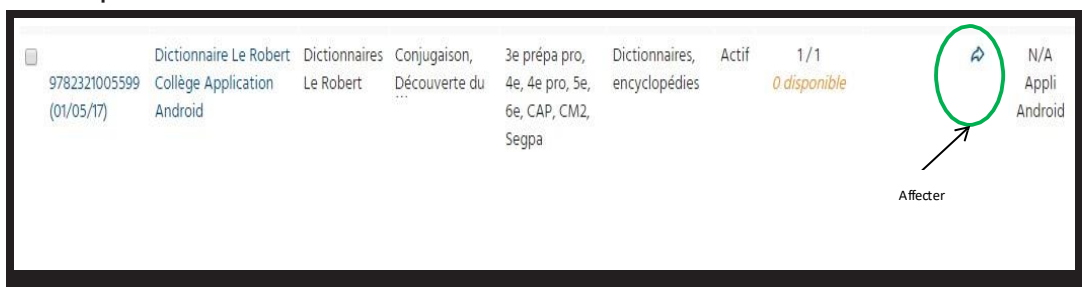 9782321005599
(01/05/17)
Dictionnaire Le Robert
Collège Application
Android
Dictionnaires
Le Robert
Conjugaison,
Découverte du
...
3e prépa pro,
4e, 4e pro, 5e,
6e, CAP, CM2,
Segpa
Dictionnaires,
encyclopédies
Actif
1/1
0 disponible
N/A
Appli
Android
Affecter